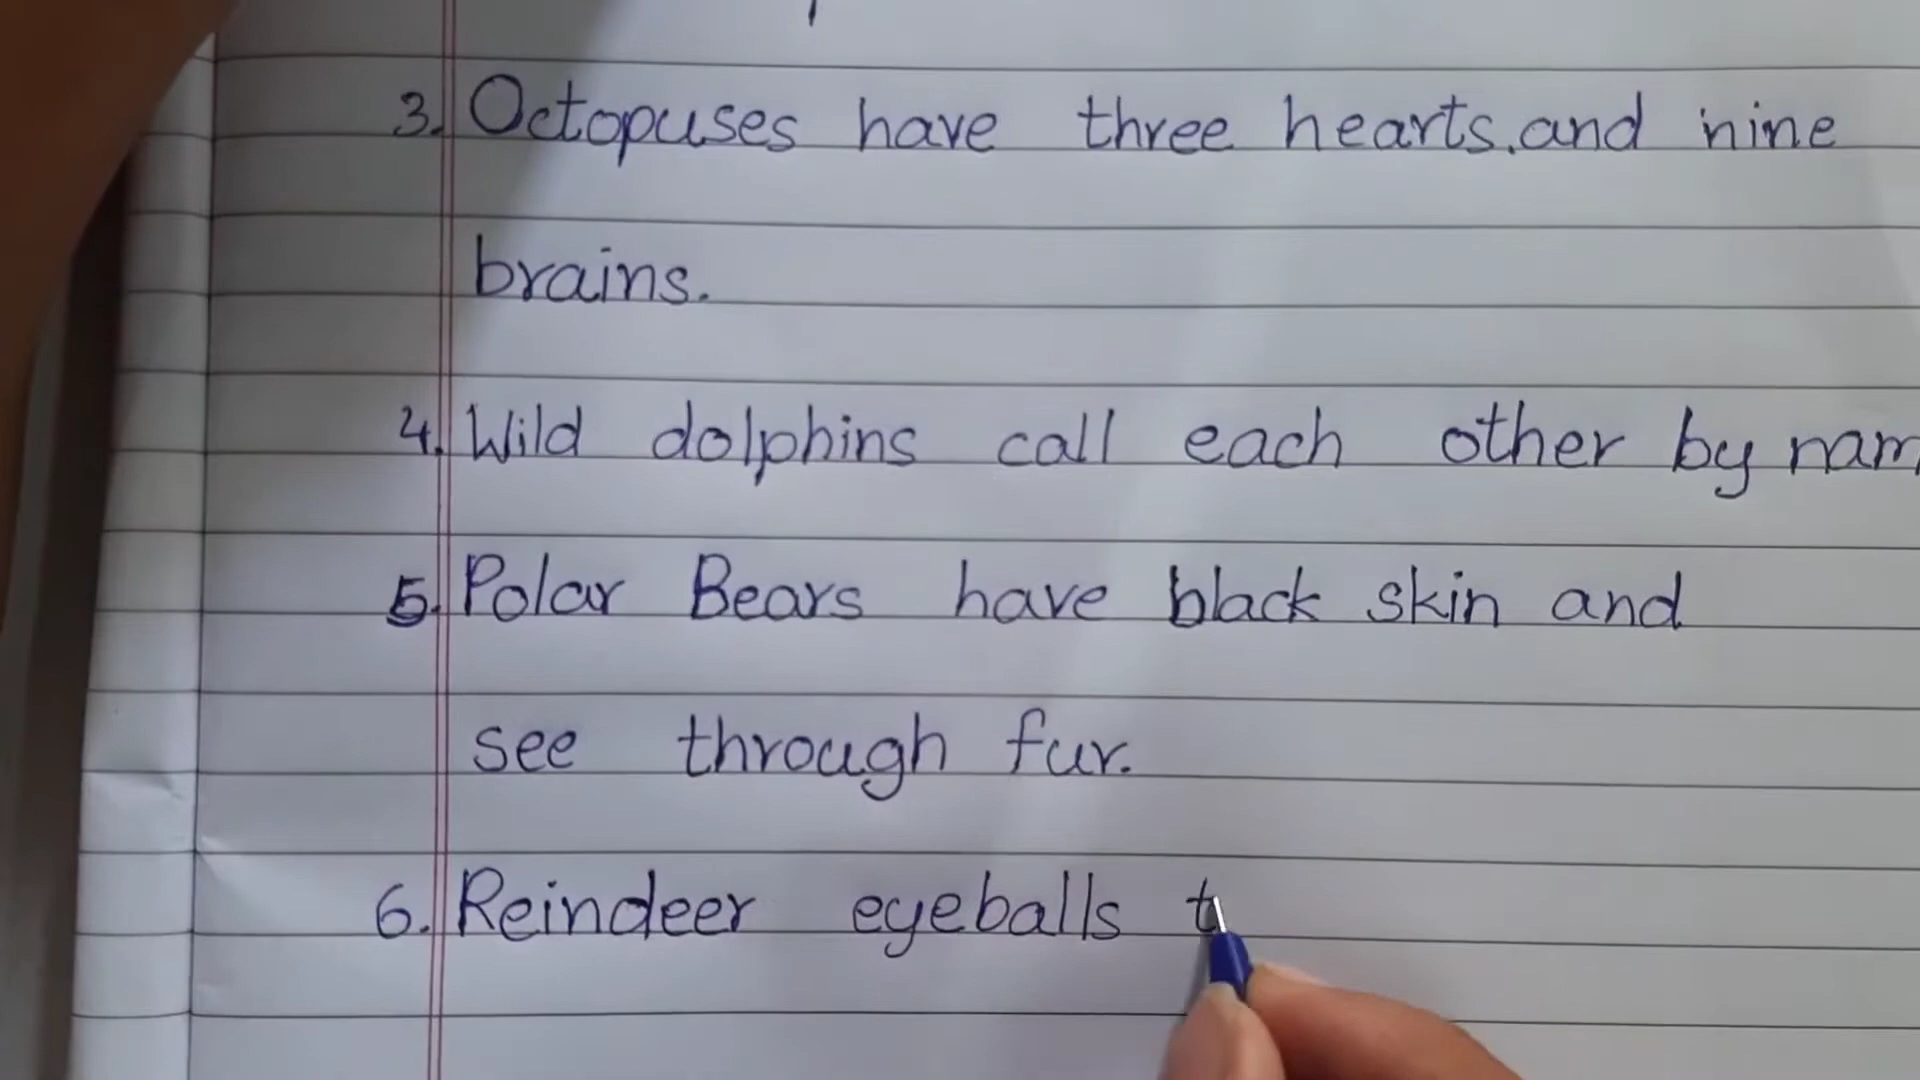 3. Octopuses have three hearts.and nine
brains.
4. Wild dolphins call each other by nam
5. Polar Bears have black skin and
see through fur.
6. Reindeer eyeballs t